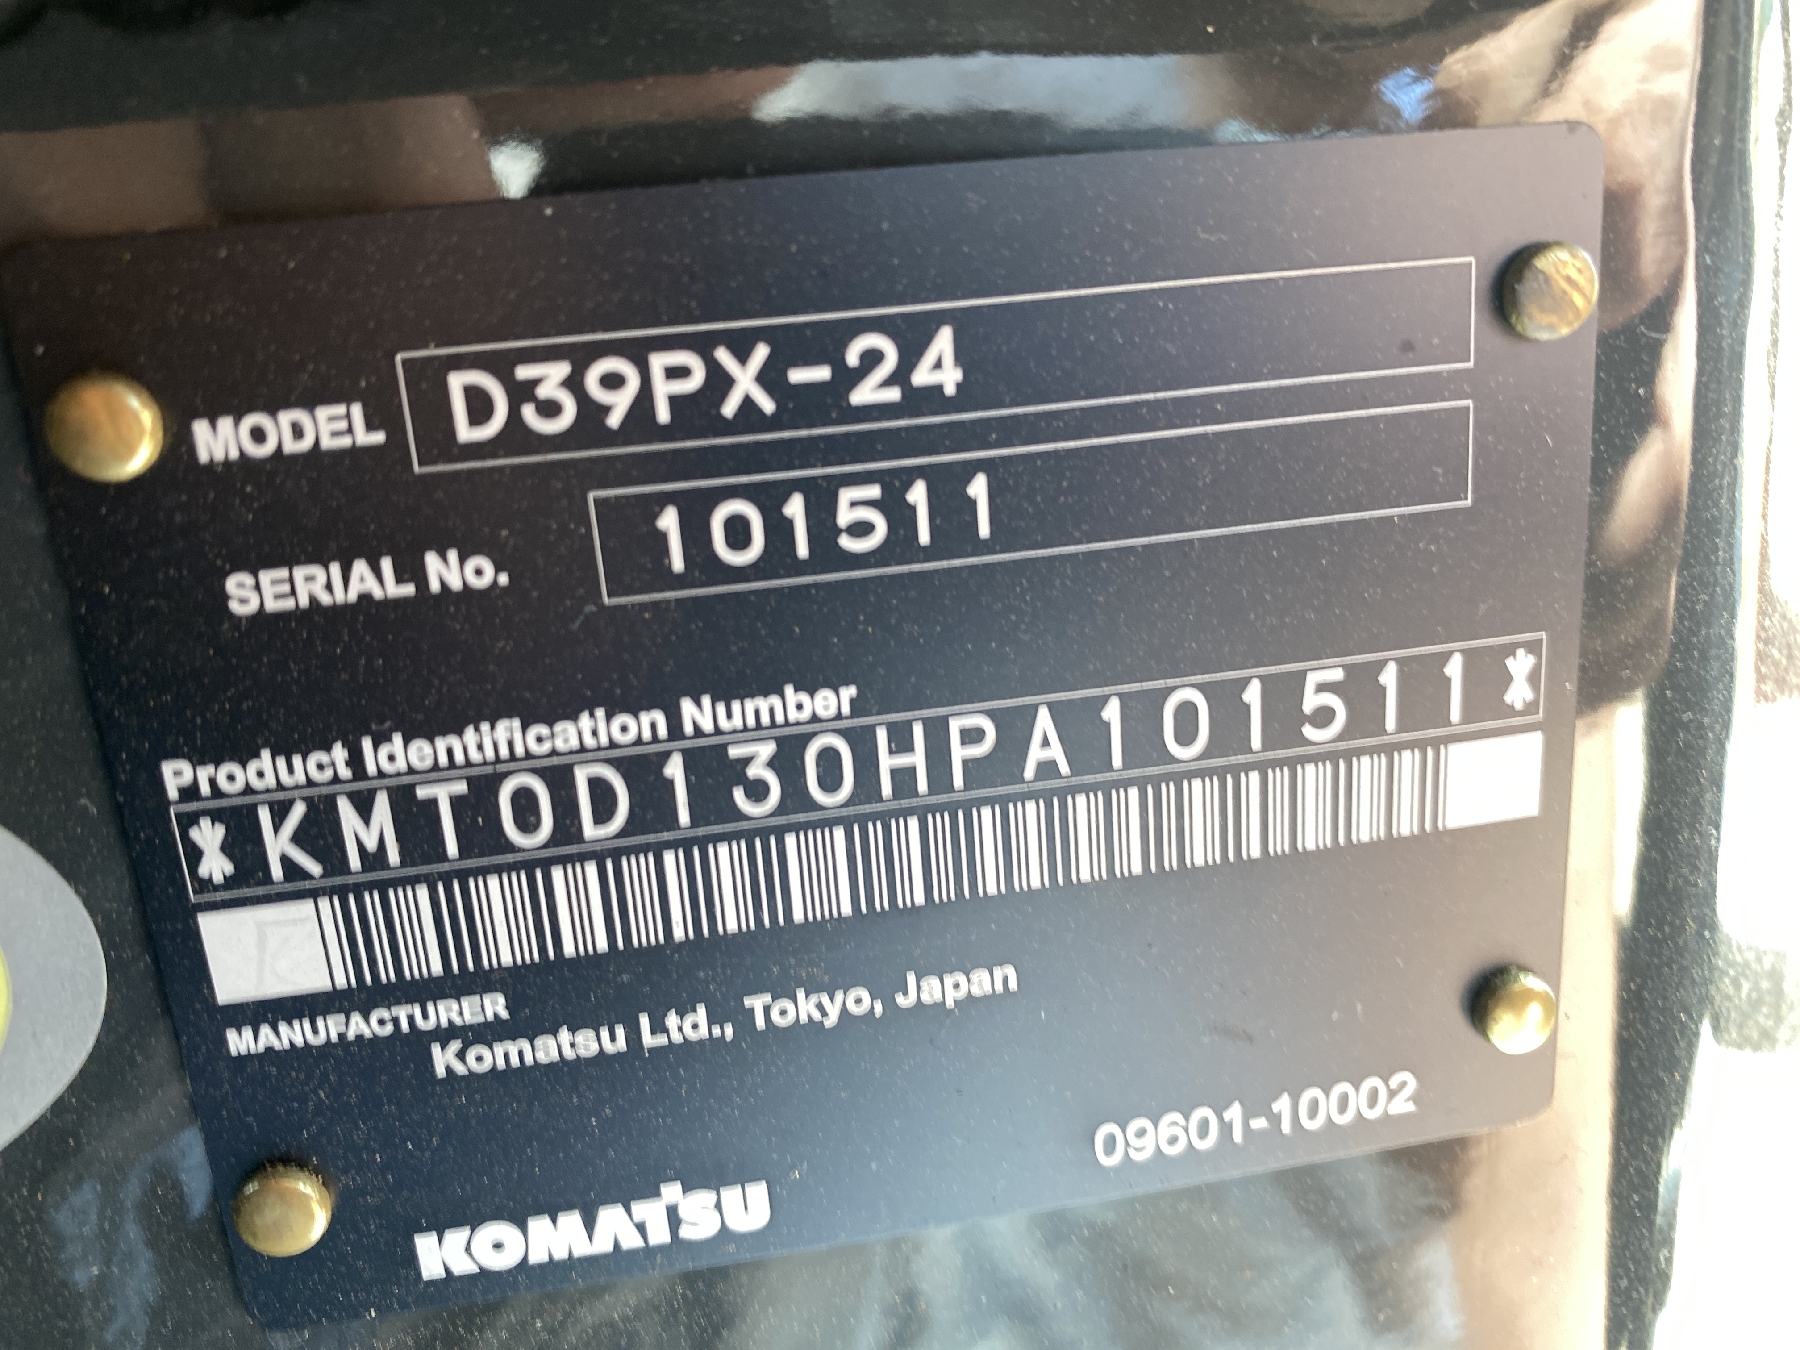 MODEL D39PX-24
SERIAL No. 101511
Product Identification Number
*KMT0D130HPA101511*
MANUFACTURER
Komatsu Ltd., Tokyo, Japan
09601-10002
KOMATSU